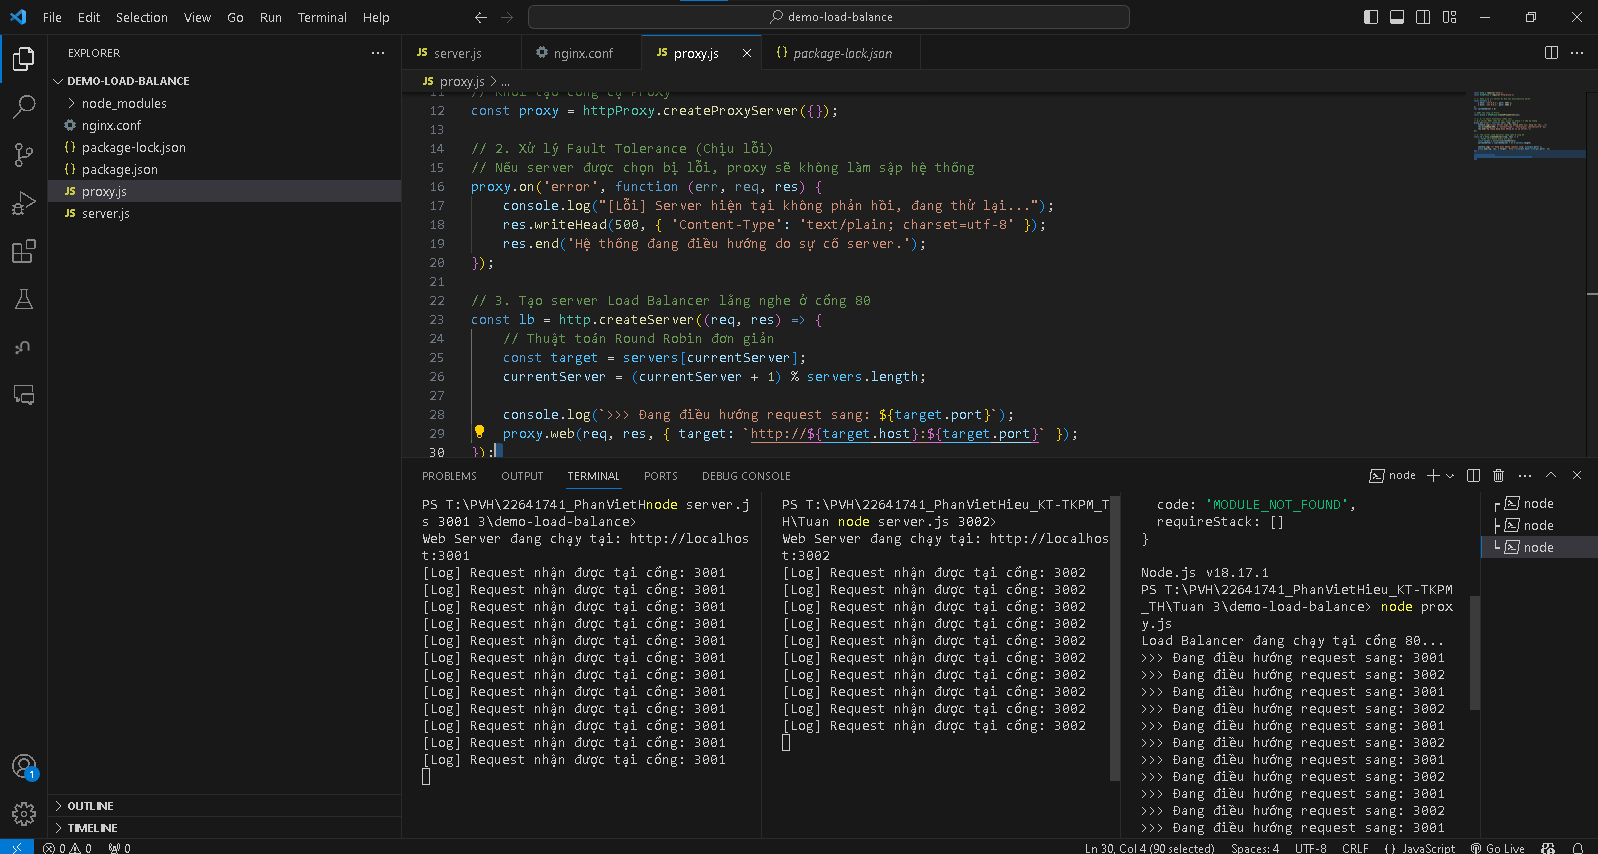 File Edit Selection View Go Run Terminal Help
demo-load-balance
EXPLORER
DEMO-LOAD-BALANCE
node_modules
nginx.conf
package-lock.json
package.json
proxy.js
server.js
OUTLINE
TIMELINE
server.js
nginx.conf
proxy.js
package-lock.json
JS proxy.js > ...
11 // Khởi tạo công cụ Proxy
12 const proxy = httpProxy.createProxyServer({});
13
14 // 2. Xử lý Fault Tolerance (Chịu lỗi)
15 // Nếu server được chọn bị lỗi, proxy sẽ không làm sập hệ thống
16 proxy.on('error', function (err, req, res) {
17 console.log("[Lỗi] Server hiện tại không phản hồi, đang thử lại...");
18 res.writeHead(500, { 'Content-Type': 'text/plain; charset=utf-8' });
19 res.end('Hệ thống đang điều hướng do sự cố server.');
20 });
21
22 // 3. Tạo server Load Balancer lắng nghe ở cổng 80
23 const lb = http.createServer((req, res) => {
24 // Thuật toán Round Robin đơn giản
25 const target = servers[currentServer];
26 currentServer = (currentServer + 1) % servers.length;
27
28 console.log(`>>> Đang điều hướng request sang: ${target.port}`);
29 proxy.web(req, res, { target: `http://${target.host}:${target.port}` });
30 });
PROBLEMS OUTPUT TERMINAL PORTS DEBUG CONSOLE
node
PS T:\PVH\22641741_PhanVietHnode server.j
s 3001 3\demo-load-balance>
Web Server đang chạy tại: http://localhos
t:3001
[Log] Request nhận được tại cổng: 3001
[Log] Request nhận được tại cổng: 3001
[Log] Request nhận được tại cổng: 3001
[Log] Request nhận được tại cổng: 3001
[Log] Request nhận được tại cổng: 3001
[Log] Request nhận được tại cổng: 3001
[Log] Request nhận được tại cổng: 3001
[Log] Request nhận được tại cổng: 3001
[Log] Request nhận được tại cổng: 3001
[Log] Request nhận được tại cổng: 3001
[Log] Request nhận được tại cổng: 3001
[Log] Request nhận được tại cổng: 3001
PS T:\PVH\22641741_PhanVietHieu_KT-TKPM_T
H\Tuan node server.js 3002>
Web Server đang chạy tại: http://localhos
t:3002
[Log] Request nhận được tại cổng: 3002
[Log] Request nhận được tại cổng: 3002
[Log] Request nhận được tại cổng: 3002
[Log] Request nhận được tại cổng: 3002
[Log] Request nhận được tại cổng: 3002
[Log] Request nhận được tại cổng: 3002
[Log] Request nhận được tại cổng: 3002
[Log] Request nhận được tại cổng: 3002
[Log] Request nhận được tại cổng: 3002
[Log] Request nhận được tại cổng: 3002
code: 'MODULE_NOT_FOUND',
requireStack: []
}
Node.js v18.17.1
PS T:\PVH\22641741_PhanVietHieu_KT-TKPM
_TH\Tuan 3\demo-load-balance> node prox
y.js
Load Balancer đang chạy tại cổng 80...
>>> Đang điều hướng request sang: 3001
>>> Đang điều hướng request sang: 3002
>>> Đang điều hướng request sang: 3001
>>> Đang điều hướng request sang: 3002
>>> Đang điều hướng request sang: 3001
>>> Đang điều hướng request sang: 3002
>>> Đang điều hướng request sang: 3001
>>> Đang điều hướng request sang: 3002
>>> Đang điều hướng request sang: 3001
>>> Đang điều hướng request sang: 3002
>>> Đang điều hướng request sang: 3001
node
node
node
1
0 0 0
Ln 30, Col 4 (90 selected) Spaces: 4 UTF-8 CRLF {} JavaScript Go Live